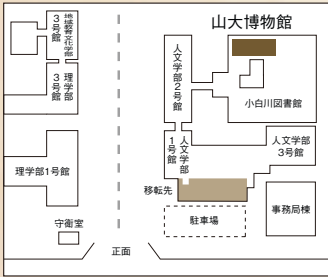 山大博物館
地域教育文化学部
3号館
理学部
3号館
人文学部
2号館
小白川図書館
人文学部
1号館
人文学部
3号館
理学部1号館
移転先
事務局棟
駐車場
守衛室
正面